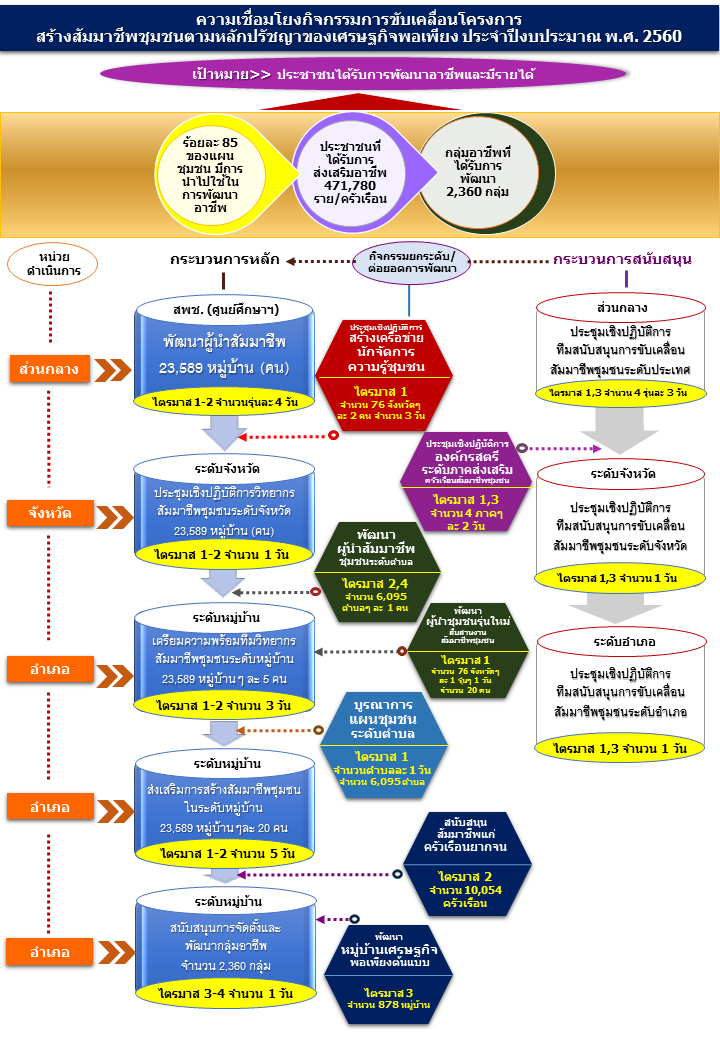 ความเชื่อมโยงกิจกรรมการขับเคลื่อนโครงการ
สร้างสัมมาชีพชุมชนตามหลักปรัชญาของเศรษฐกิจพอเพียง ประจำปีงบประมาณ พ.ศ. 2560
เป้าหมาย>> ประชาชนได้รับการพัฒนาอาชีพและมีรายได้
ร้อยละ 85
ของแผน
ชุมชน มีการ
นำไปใช้ใน
การพัฒนา
อาชีพ
ประชาชนที่
ได้รับการ
ส่งเสริมอาชีพ
471,780
ราย/ครัวเรือน
กลุ่มอาชีพที่
ได้รับการ
พัฒนา
2,360 กลุ่ม
หน่วย
ดำเนินการ
กระบวนการหลัก
กิจกรรมยกระดับ/
ต่อยอดการพัฒนา
กระบวนการสนับสนุน
ส่วนกลาง
สพช. (ศูนย์ศึกษาฯ)
พัฒนาผู้นำสัมมาชีพ
23,589 หมู่บ้าน (คน)
ไตรมาส 1-2 จำนวนรุ่นละ 4 วัน
ประชุมเชิงปฏิบัติการ
สร้างเครือข่าย
นักจัดการ
ความรู้ชุมชน
ไตรมาส 1
จำนวน 76 จังหวัดๆ
ละ 2 คน จำนวน 3 วัน
ส่วนกลาง
ประชุมเชิงปฏิบัติการ
ทีมสนับสนุนการขับเคลื่อน
สัมมาชีพชุมชนระดับประเทศ
ไตรมาส 1,3 จำนวน 4 รุ่นละ 3 วัน
ประชุมเชิงปฏิบัติการ
องค์กรสตรี
ระดับภาคส่งเสริม
ครัวเรือนสัมมาชีพชุมชน
ไตรมาส 1,3
จำนวน 4 ภาคๆ
ละ 2 วัน
จังหวัด
ระดับจังหวัด
ประชุมเชิงปฏิบัติการวิทยากร
สัมมาชีพชุมชนระดับจังหวัด
23,589 หมู่บ้าน (คน)
ไตรมาส 1-2 จำนวน 1 วัน
ระดับจังหวัด
ประชุมเชิงปฏิบัติการ
ทีมสนับสนุนการขับเคลื่อน
สัมมาชีพชุมชนระดับจังหวัด
ไตรมาส 1,3 จำนวน 1 วัน
พัฒนา
ผู้นำสัมมาชีพ
ชุมชนระดับตำบล
ไตรมาส 2,4
จำนวน 6,095
ตำบลๆ ละ 1 คน
อำเภอ
ระดับหมู่บ้าน
เตรียมความพร้อมทีมวิทยากร
สัมมาชีพชุมชนระดับหมู่บ้าน
23,589 หมู่บ้านๆ ละ 5 คน
ไตรมาส 1-2 จำนวน 3 วัน
พัฒนา
ผู้นำชุมชนรุ่นใหม่
สืบสานงาน
สัมมาชีพชุมชน
ไตรมาส 1
จำนวน 76 จังหวัดๆ
ละ 1 รุ่นๆ 1 วัน
จำนวน 20 คน
ระดับอำเภอ
ประชุมเชิงปฏิบัติการ
ทีมสนับสนุนการขับเคลื่อน
สัมมาชีพชุมชนระดับอำเภอ
ไตรมาส 1,3 จำนวน 1 วัน
บูรณาการ
แผนชุมชน
ระดับตำบล
ไตรมาส 1
จำนวนตำบลละ 1 วัน
จำนวน 6,095 ตำบล
อำเภอ
ระดับหมู่บ้าน
ส่งเสริมการสร้างสัมมาชีพชุมชน
ในระดับหมู่บ้าน
23,589 หมู่บ้านๆละ 20 คน
ไตรมาส 1-2 จำนวน 5 วัน
สนับสนุน
สัมมาชีพแก่
ครัวเรือนยากจน
ไตรมาส 2
จำนวน 10,054
ครัวเรือน
อำเภอ
ระดับหมู่บ้าน
สนับสนุนการจัดตั้งและ
พัฒนากลุ่มอาชีพ
จำนวน 2,360 กลุ่ม
ไตรมาส 3-4 จำนวน 1 วัน
พัฒนา
หมู่บ้านเศรษฐกิจ
พอเพียงต้นแบบ
ไตรมาส 3
จำนวน 878 หมู่บ้าน